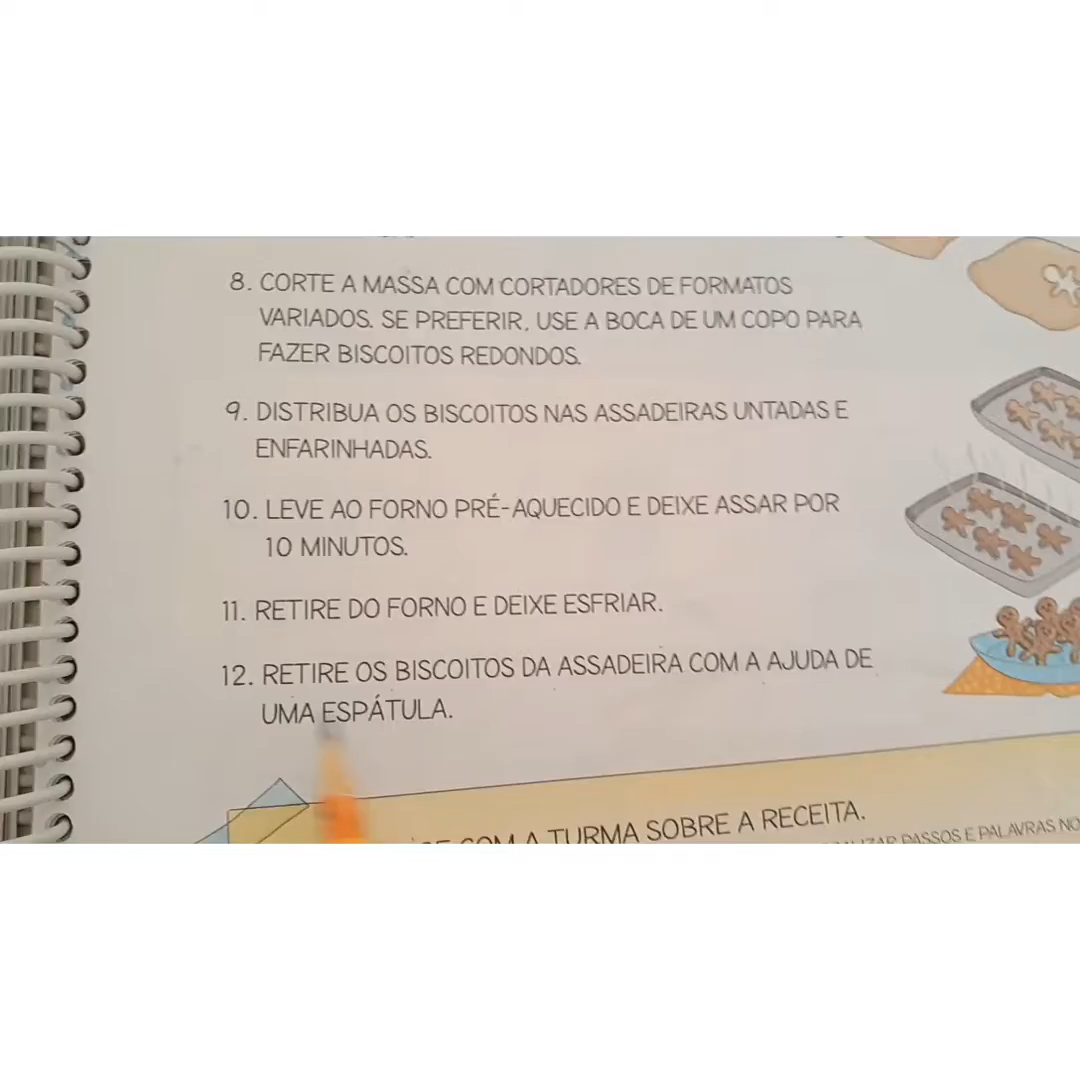 8. CORTE A MASSA COM CORTADORES DE FORMATOS
VARIADOS. SE PREFERIR, USE A BOCA DE UM COPO PARA
FAZER BISCOITOS REDONDOS.
9. DISTRIBUA OS BISCOITOS NAS ASSADEIRAS UNTADAS E
ENFARINHADAS.
10. LEVE AO FORNO PRÉ-AQUECIDO E DEIXE ASSAR POR
10 MINUTOS.
11. RETIRE DO FORNO E DEIXE ESFRIAR.
12. RETIRE OS BISCOITOS DA ASSADEIRA COM A AJUDA DE
UMA ESPÁTULA.
COM A TURMA SOBRE A RECEITA.
PASSOS E PALAVRAS NO